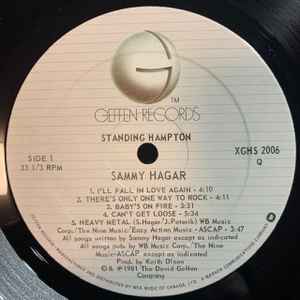 GEFFEN RECORDS
TM
STANDING HAMPTON
SIDE 1
33 1/3 RPM
XGHS 2006
Q
SAMMY HAGAR
1. I'LL FALL IN LOVE AGAIN - 4:10
2. THERE'S ONLY ONE WAY TO ROCK - 4:11
3. BABY'S ON FIRE - 3:31
4. CAN'T GET LOOSE - 5:34
5. HEAVY METAL (S.Hagar/J.Peterik) WB Music
Corp./The Nine Music/Easy Action Music - ASCAP - 3:47
All songs written by Sammy Hagar except as indicated
All songs pub by WB Music Corp./The Nine
Music-ASCAP except as indicated
Prod. by Keith Olsen
℗ & © 1981 The David Geffen
Company